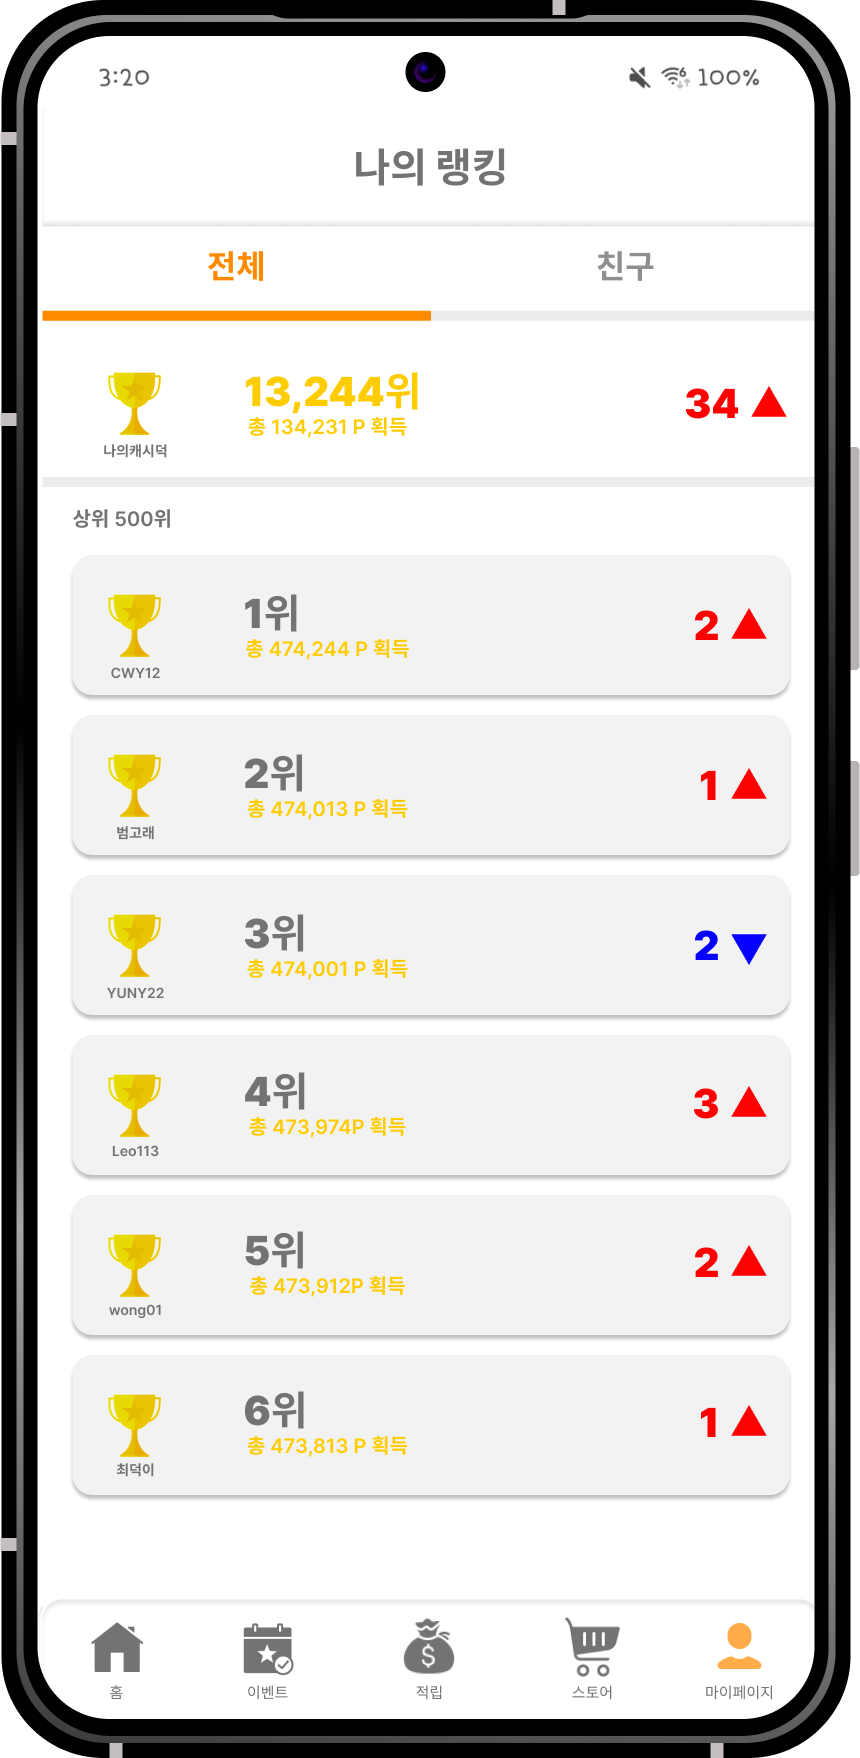 3:20
6 100%
나의 랭킹
전체 친구
13,244위
총 134,231 P 획득
34 ▲
나의캐시덕
상위 500위
1위
총 474,244 P 획득
2 ▲
CWY12
2위
총 474,013 P 획득
1 ▲
범고래
3위
총 474,001 P 획득
2 ▼
YUNY22
4위
총 473,974P 획득
3 ▲
Leo113
5위
총 473,912P 획득
2 ▲
wong01
6위
총 473,813 P 획득
1 ▲
최덕이
$
홈 이벤트 적립 스토어 마이페이지